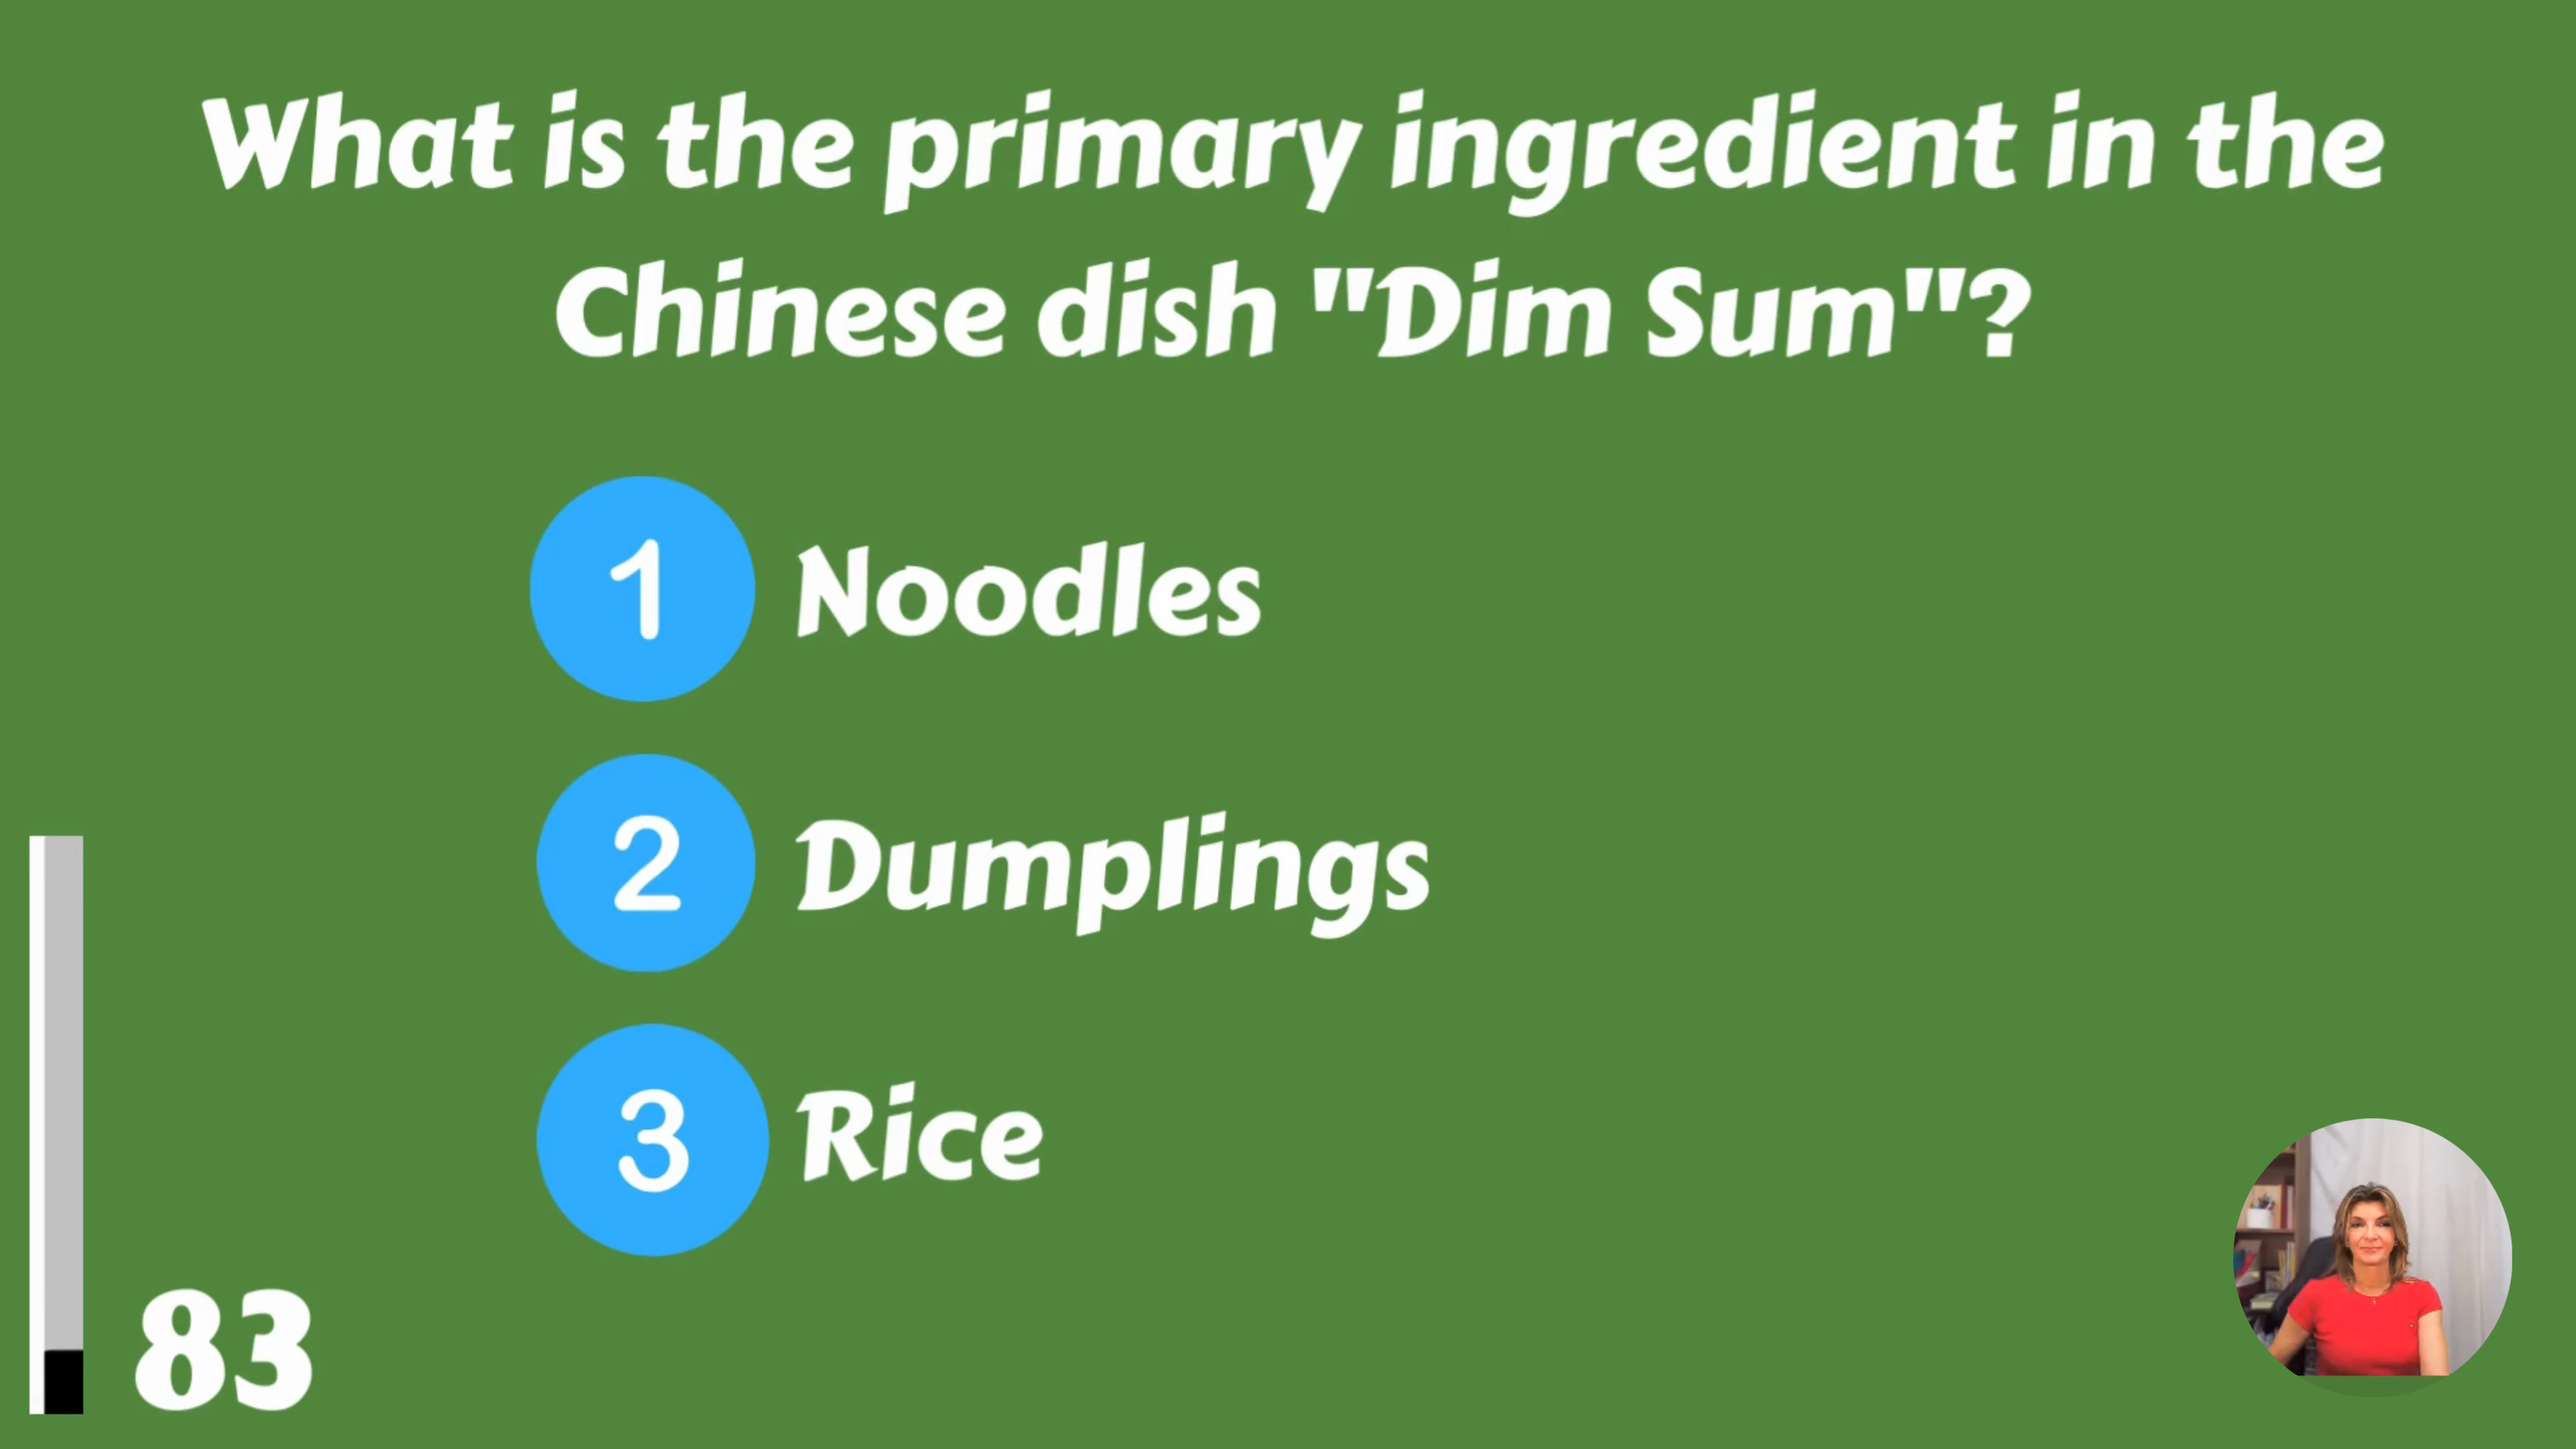 What is the primary ingredient in the
Chinese dish "Dim Sum"?
1 Noodles
2 Dumplings
3 Rice
83